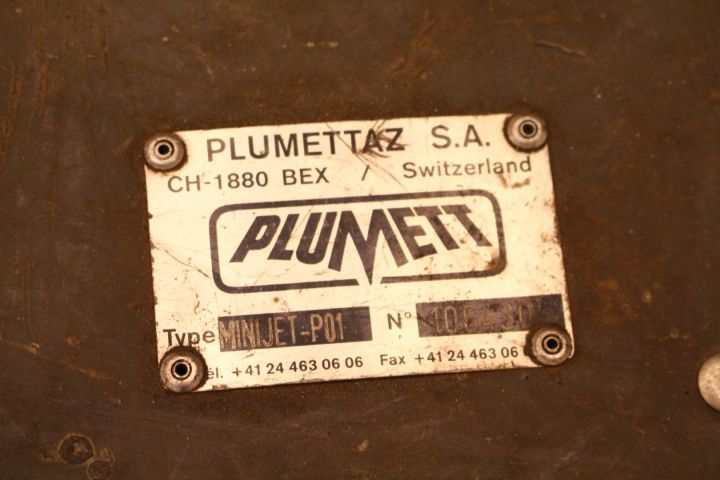 PLUMETTAZ S.A.
CH-1880 BEX / Switzerland
PLUMETT
Type MINIJET-P01 N°
él. +41 24 463 06 06 Fax +41 24 463 06